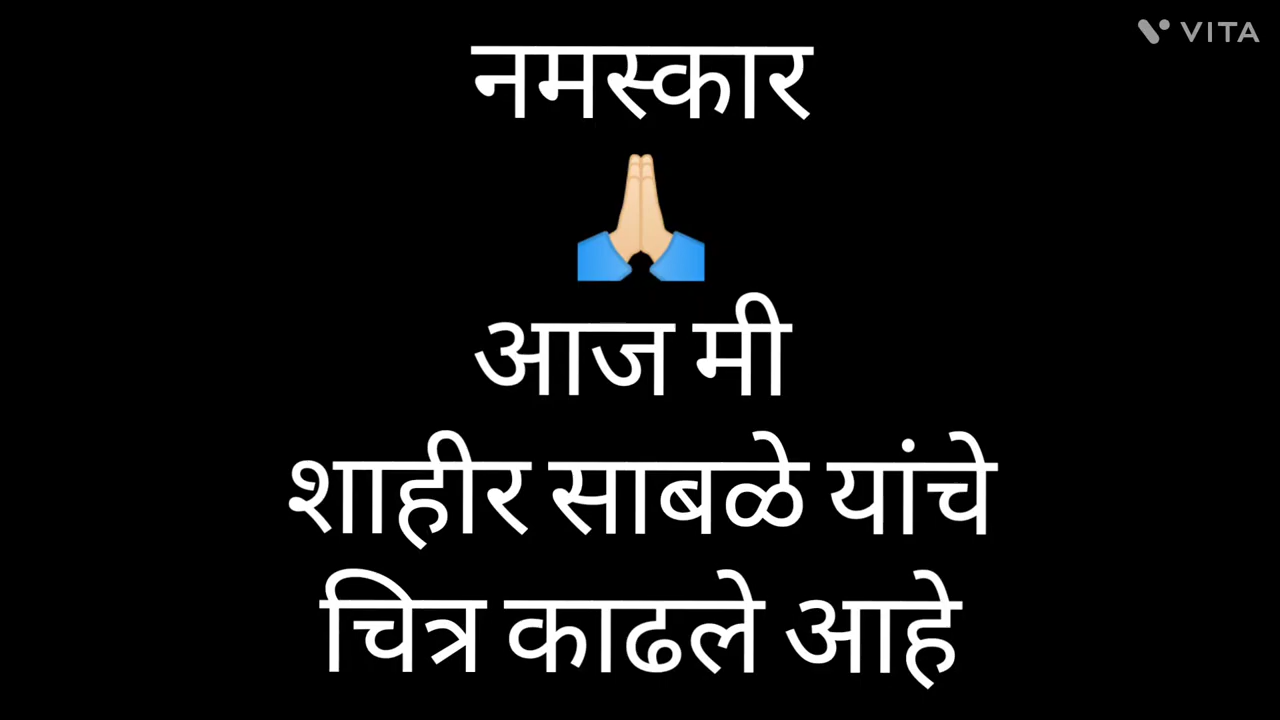 VITA
नमस्कार
🙏🏻
आज मी
शाहीर साबळे यांचे
चित्र काढले आहे